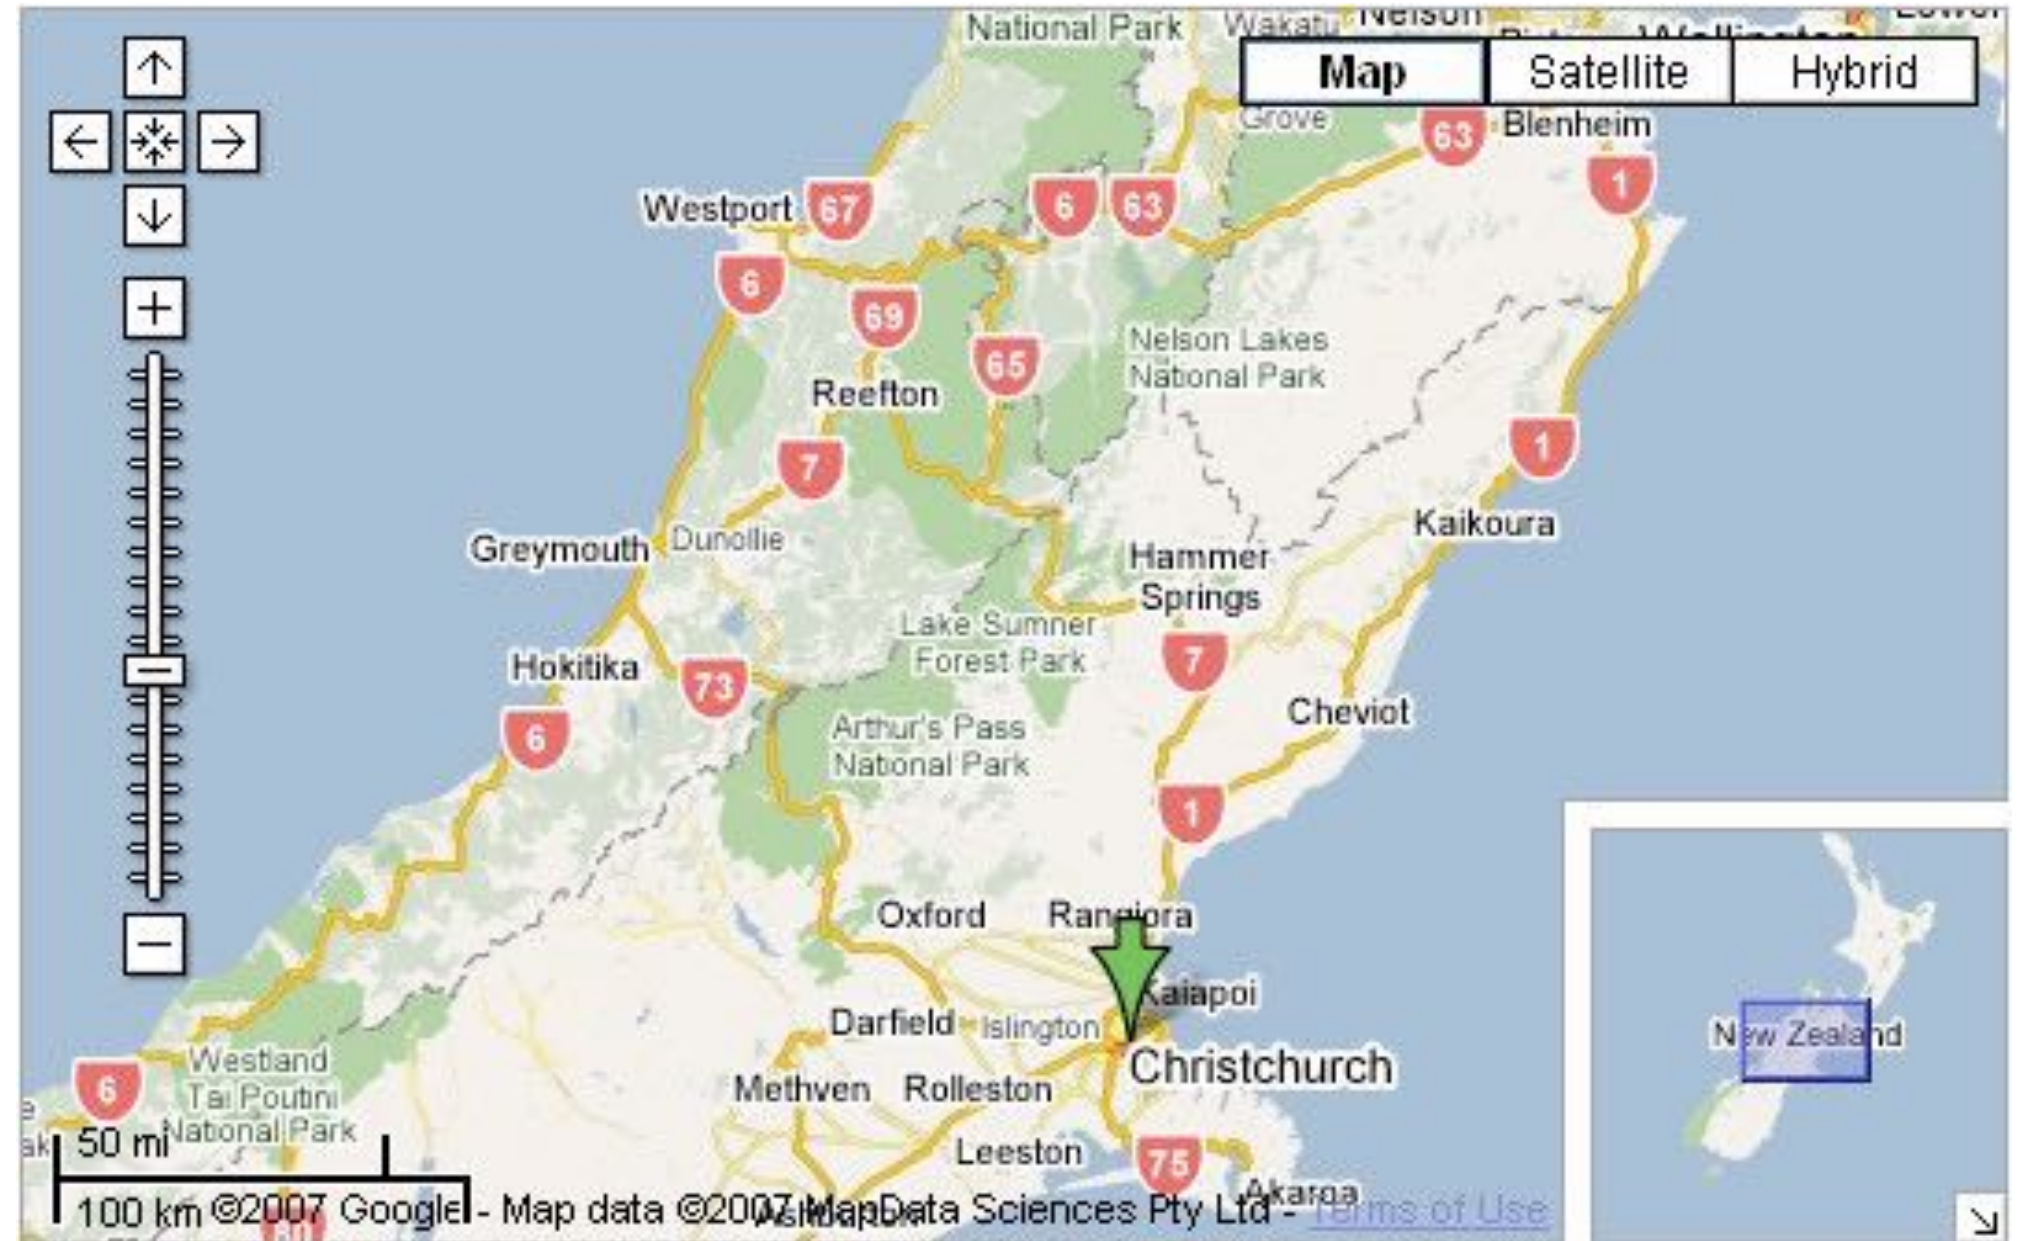 National Park
Wakatu
Nelson
Map
Satellite
Hybrid
Grove
63
Blenheim
1
Westport
67
6
63
6
69
Nelson Lakes
National Park
65
Reefton
1
7
Kaikoura
Greymouth
Dunollie
Hammer
Springs
Lake Sumner
Forest Park
Hokitika
73
7
Cheviot
6
Arthur's Pass
National Park
1
Oxford
Rangiora
Kaiapoi
Darfield
Islington
New Zealand
Christchurch
Westland
Tai Poutini
National Park
6
Methven
Rolleston
50 mi
Leeston
75
Akaroa
100 km
©2007 Google - Map data ©2007 MapData Sciences Pty Ltd - Terms of Use